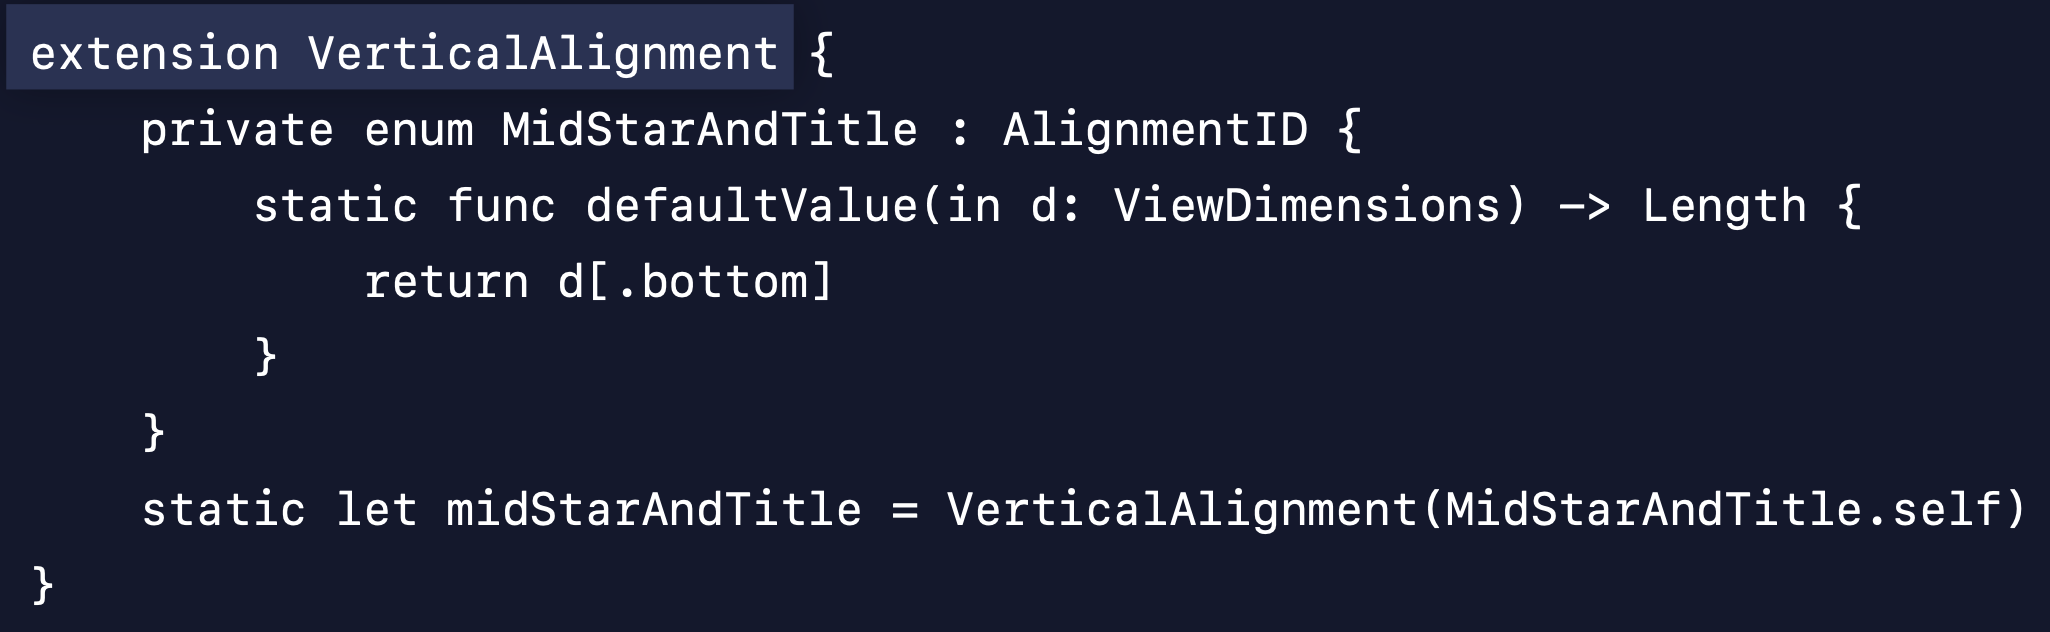 extension VerticalAlignment {
    private enum MidStarAndTitle : AlignmentID {
        static func defaultValue(in d: ViewDimensions) -> Length {
            return d[.bottom]
        }
    }
    static let midStarAndTitle = VerticalAlignment(MidStarAndTitle.self)
}